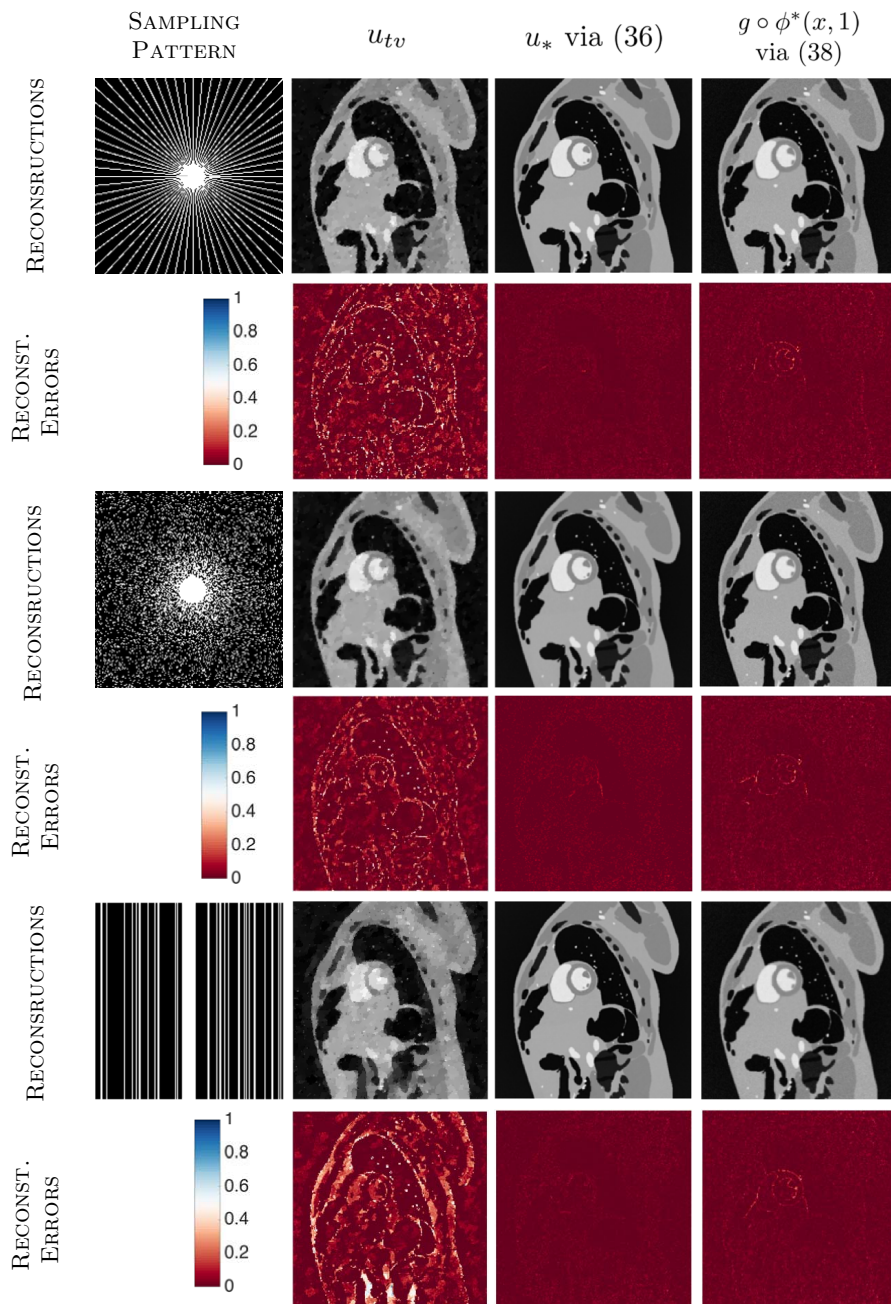 SAMPLING
PATTERN
u_{tv}
u_* via (36)
g ∘ ϕ*(x, 1)
via (38)
RECONSRUCTIONS
RECONST.
ERRORS
1
0.8
0.6
0.4
0.2
0
RECONSRUCTIONS
RECONST.
ERRORS
1
0.8
0.6
0.4
0.2
0
RECONSRUCTIONS
RECONST.
ERRORS
1
0.8
0.6
0.4
0.2
0